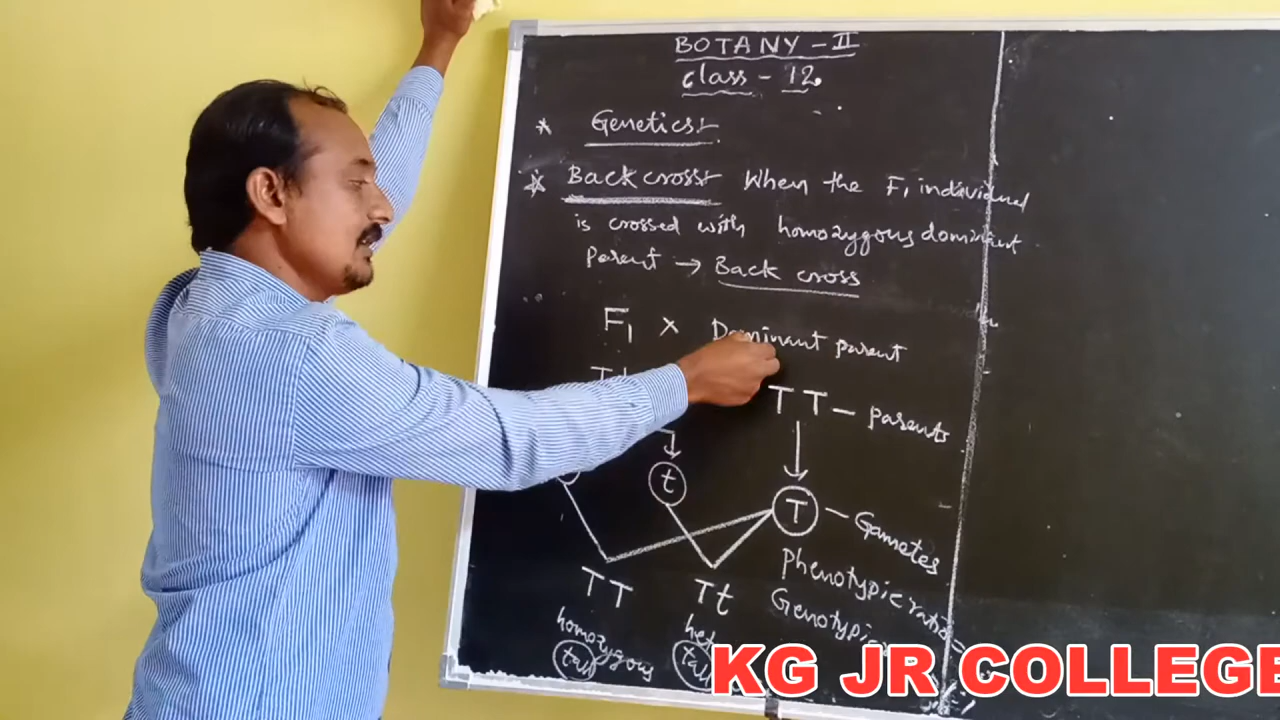 BOTANY - II
class - 12.
* Genetics:-
* Back cross:- When the F1 individual
is crossed with homozygous dominant
parent → Back cross
F1 × Dominant parent
TT - parents
t
T - Gametes
TT Tt
Phenotypic ratio =
Genotypic
homozygous
tall
KG JR COLLEGE